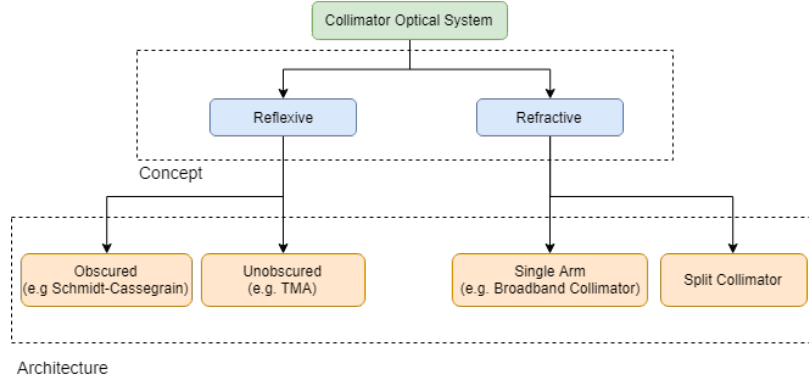 Collimator Optical System
Reflexive
Refractive
Concept
Obscured
(e.g Schmidt-Cassegrain)
Unobscured
(e.g. TMA)
Single Arm
(e.g. Broadband Collimator)
Split Collimator
Architecture